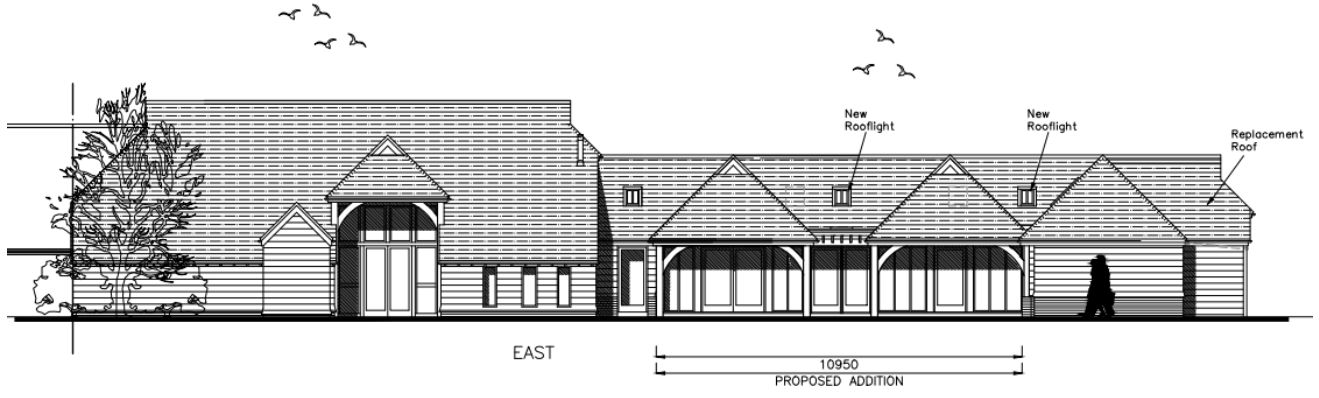 New
Rooflight
New
Rooflight
Replacement
Roof
EAST
10950
PROPOSED ADDITION